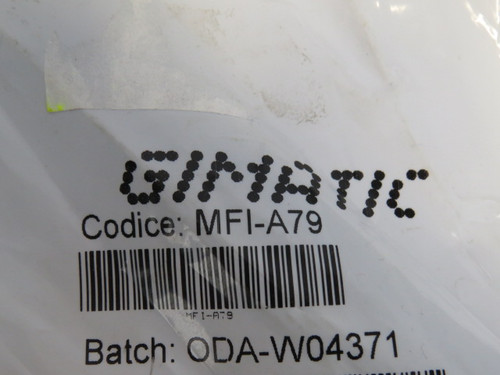 GIMATIC
Codice: MFI-A79
MFI-A79
Batch: ODA-W04371